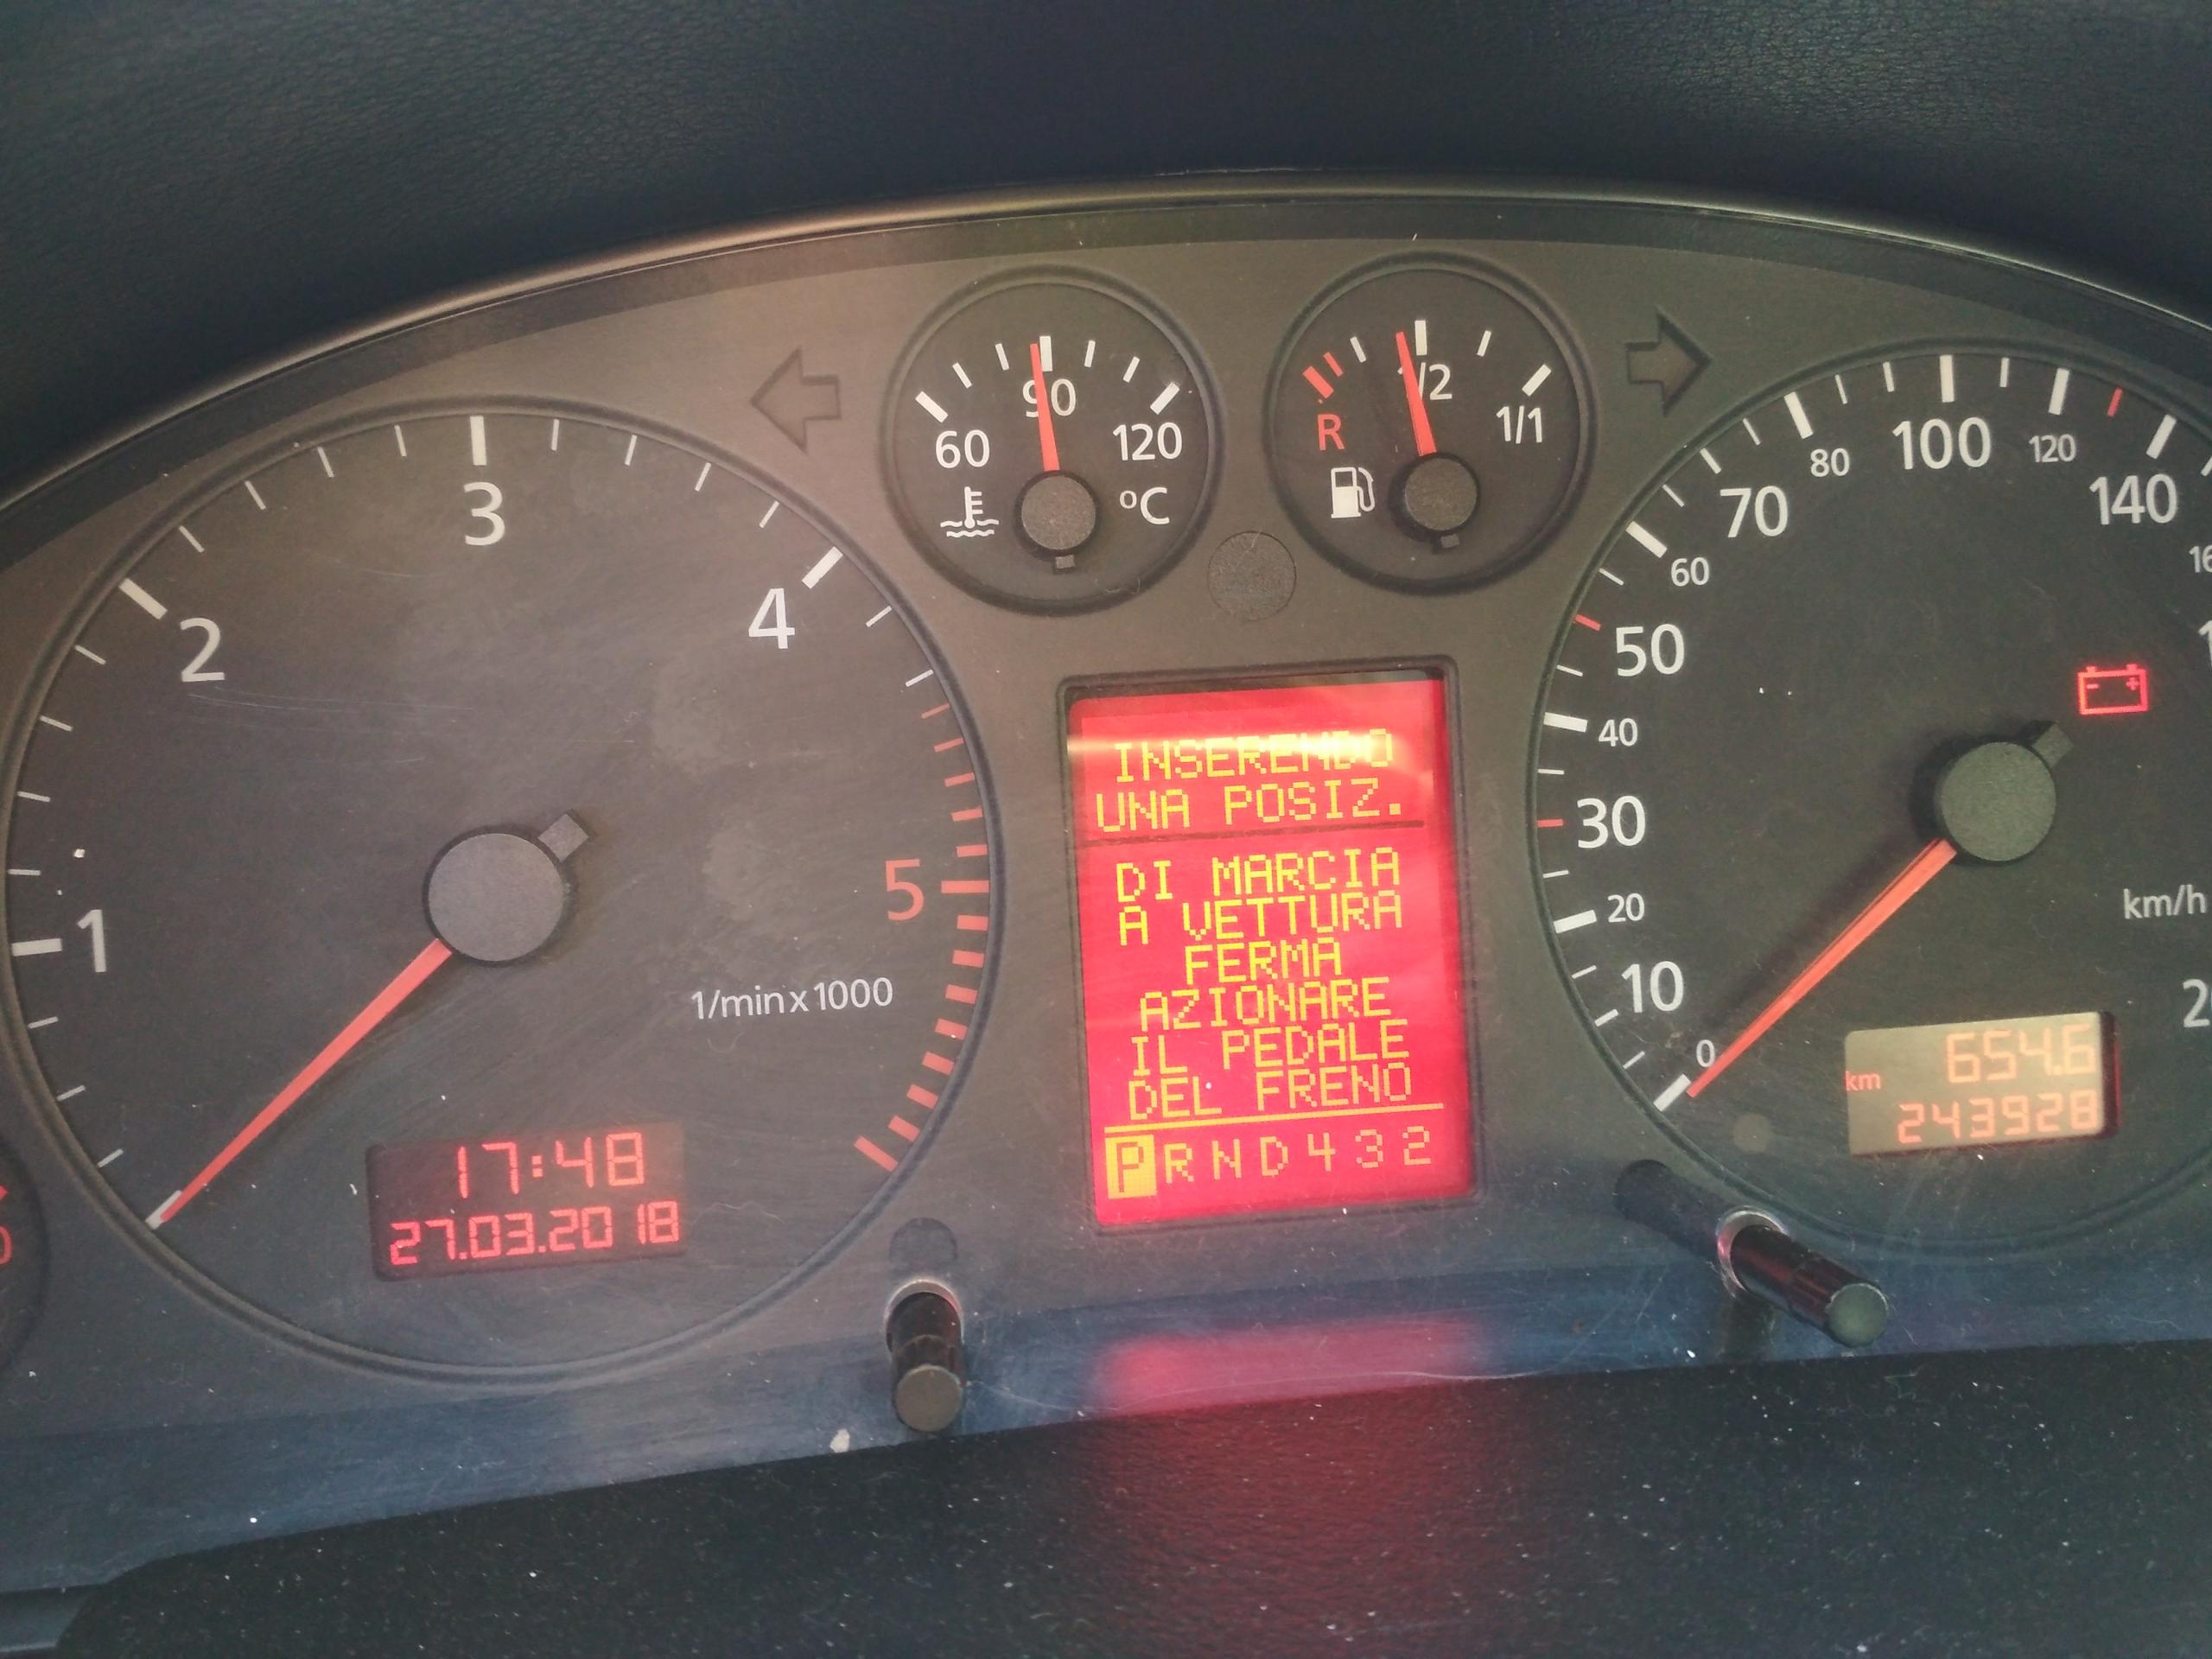 60
90
120
°C
R
1/2
1/1
1
2
3
4
5
1/min x 1000
17:48
27.03.2018
INSERENDO
UNA POSIZ.
DI MARCIA
A VETTURA
FERMA
AZIONARE
IL PEDALE
DEL FRENO
P R N D 4 3 2
0
10
20
30
40
50
60
70
80
100
120
140
km/h
km 654.6
243928